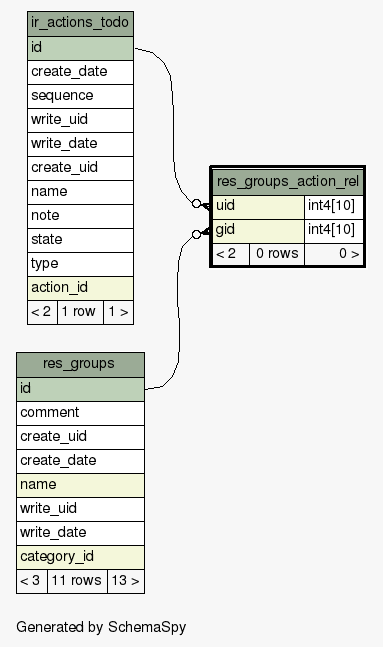 ir_actions_todo
id
create_date
sequence
write_uid
write_date
create_uid
name
note
state
type
action_id
< 2 1 row 1 >
res_groups_action_rel
uid int4[10]
gid int4[10]
< 2 0 rows 0 >
res_groups
id
comment
create_uid
create_date
name
write_uid
write_date
category_id
< 3 11 rows 13 >
Generated by SchemaSpy